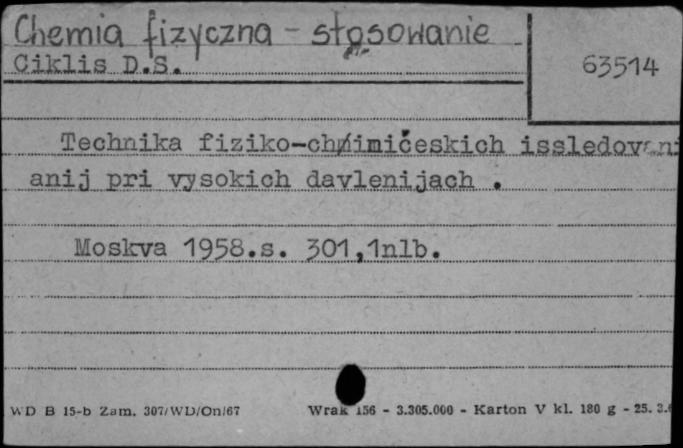 Chemia fizyczna - stosowanie
Ciklis D.S.
63514
Technika fiziko-chimičeskich issledovani
anij pri vysokich davlenijach .
Moskva 1958.s. 301,1nlb.
WD B 15-b Zam. 307/WD/On/67 Wrak 156 - 3.305.000 - Karton V kl. 180 g - 25. 3.